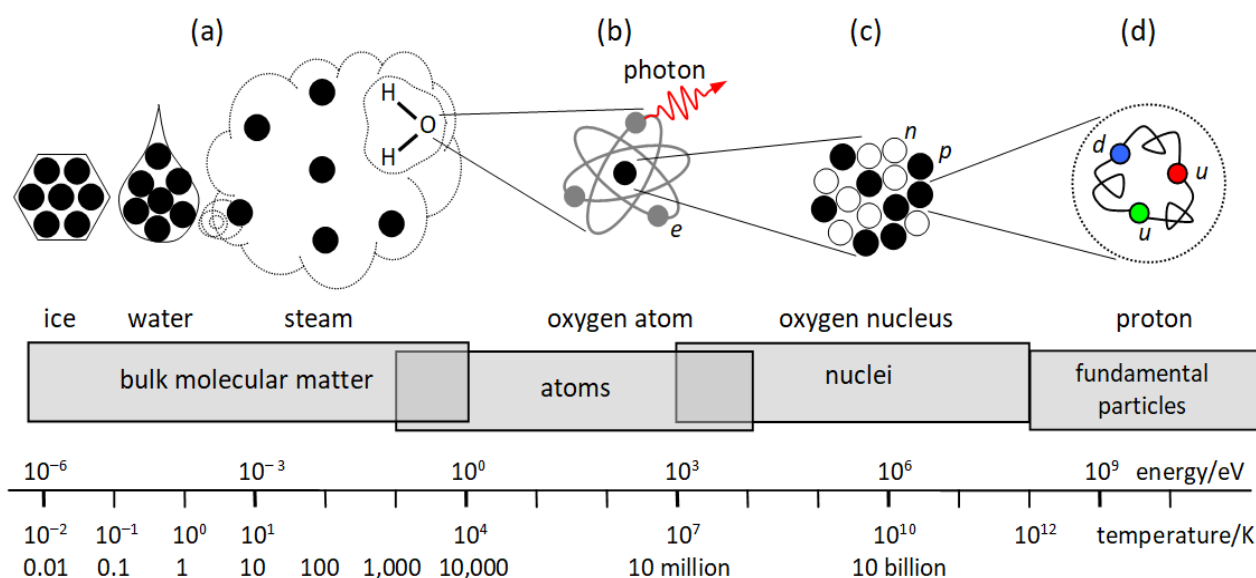 (a) (b) (c) (d)
photon
H
O
H
e
n
p
d
u
u
ice water steam oxygen atom oxygen nucleus proton
bulk molecular matter atoms nuclei fundamental
particles
10⁻⁶ 10⁻³ 10⁰ 10³ 10⁶ 10⁹ energy/eV
10⁻² 10⁻¹ 10⁰ 10¹ 10⁴ 10⁷ 10¹⁰ 10¹² temperature/K
0.01 0.1 1 10 100 1,000 10,000 10 million 10 billion